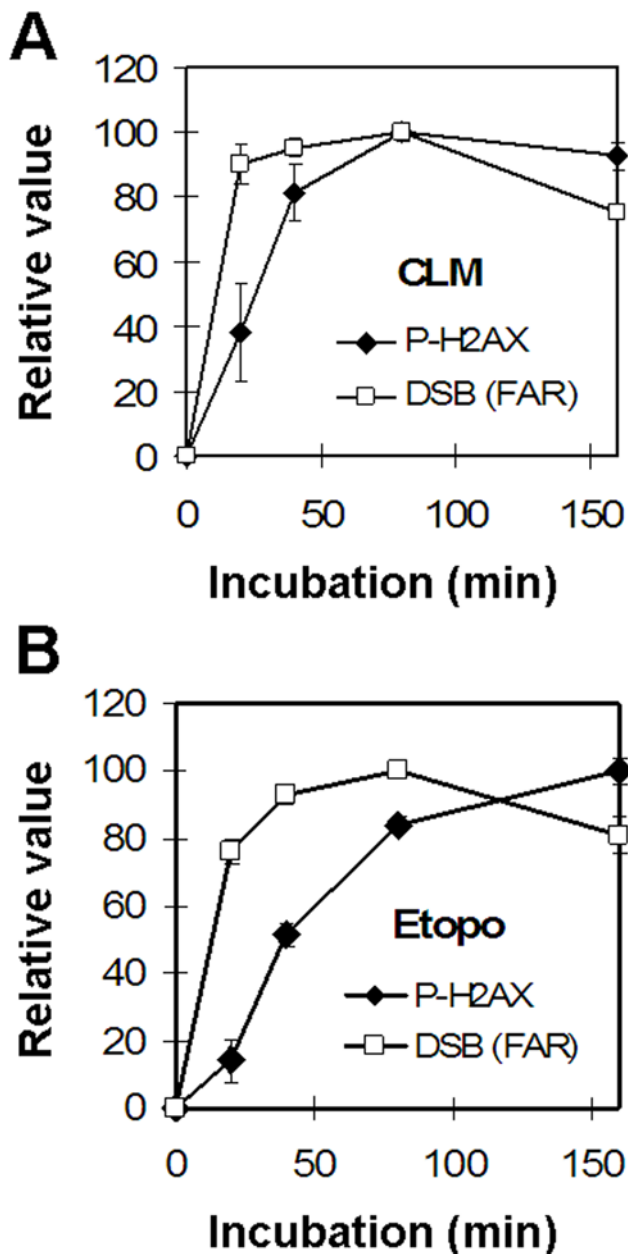 A
120
100
80
60
40
20
0
Relative value
CLM
P-H2AX
DSB (FAR)
0 50 100 150
Incubation (min)
B
120
100
80
60
40
20
0
Relative value
Etopo
P-H2AX
DSB (FAR)
0 50 100 150
Incubation (min)